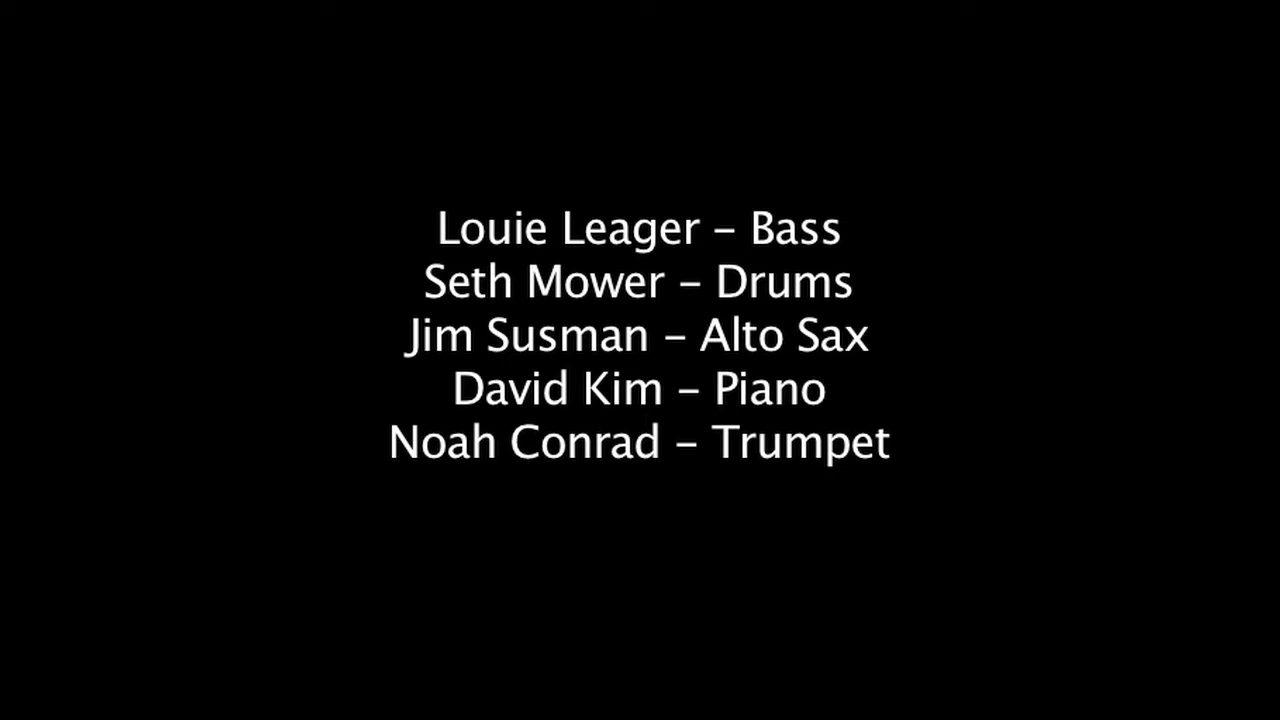 Louie Leager – Bass
Seth Mower – Drums
Jim Susman – Alto Sax
David Kim – Piano
Noah Conrad – Trumpet